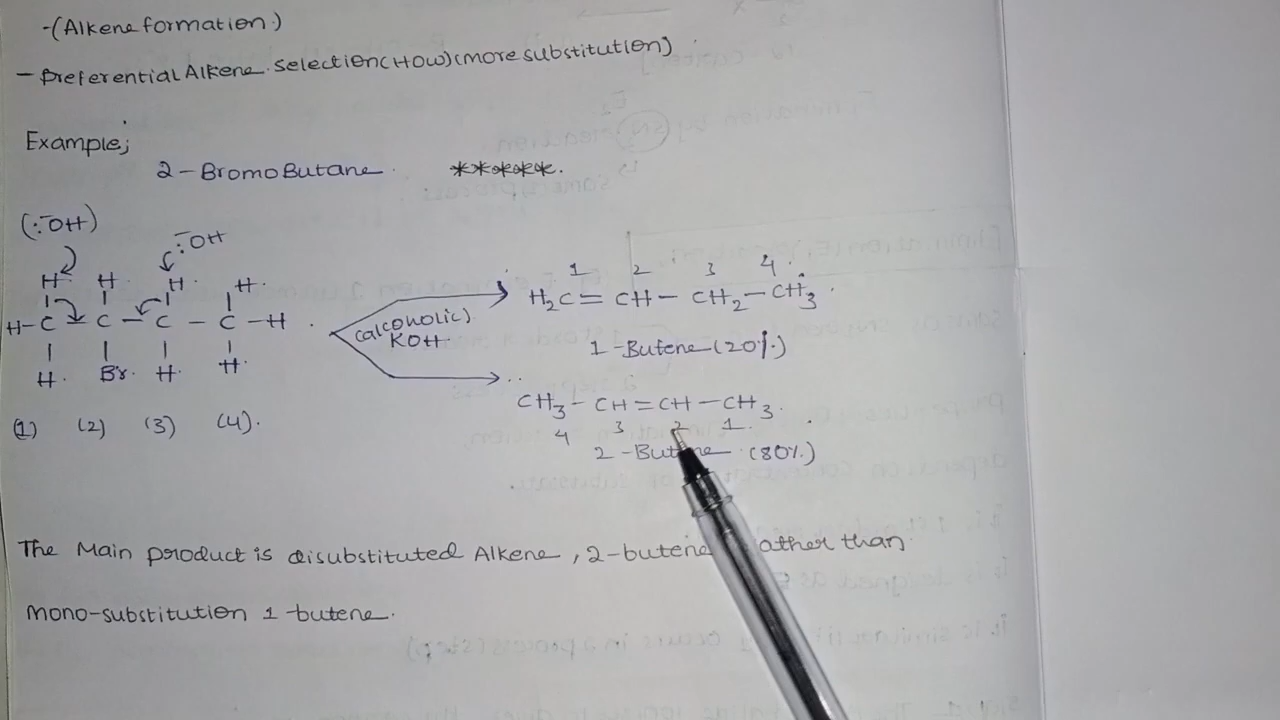 -(Alkene formation)
- Preferential Alkene selection (How) (more substitution)
Example;
2-BromoButane. *****.
(:⁻OH)
:⁻OH
H. H H. H.
H-C-C-C-C-H
H. Br. H. H.
(1) (2) (3) (4).
(alcoholic)
KOH
1 2 3 4
H₂C=CH-CH₂-CH₃
1-Butene (20%)
CH₃-CH=CH-CH₃.
4 3 2 1.
2-Butene (80%)
The Main product is disubstituted Alkene, 2-butene rather than
mono-substitution 1 butene.